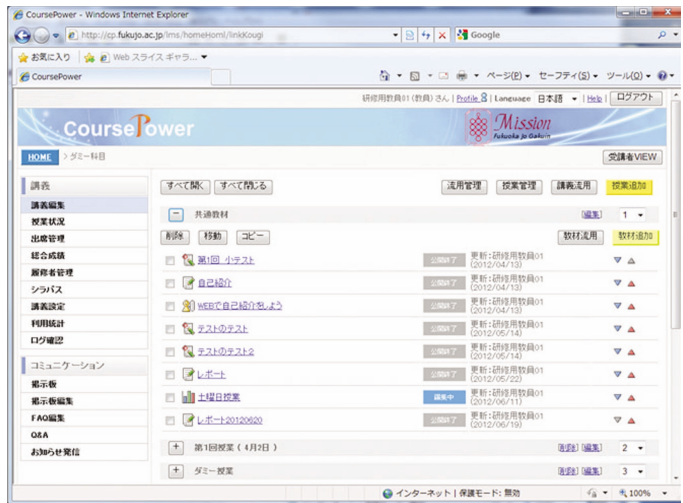 CoursePower - Windows Internet Explorer
http://cp.fukujo.ac.jp/lms/homeHoml/linkKougi
Google
お気に入り Web スライス ギャラ...
CoursePower
ページ(P) セーフティ(S) ツール(O)
研修用教員01 (教員) さん | Profile | Language 日本語 | Help | ログアウト
CoursePower
Mission
Fukuoka Jo Gakuin
HOME > ダミー科目
受講者VIEW
講義
講義編集
授業状況
出席管理
総合成績
履修者管理
シラバス
講義設定
利用統計
ログ確認
コミュニケーション
掲示板
掲示板編集
FAQ編集
Q&A
お知らせ発信
すべて開く すべて閉じる 流用管理 授業管理 講義流用 授業追加
共通教材 [編集] 1
削除 移動 コピー 教材流用 教材追加
第1回 小テスト 公開終了 更新:研修用教員01
(2012/04/13)
自己紹介 公開終了 更新:研修用教員01
(2012/04/13)
WEBで自己紹介をしよう 公開終了 更新:研修用教員01
(2012/04/13)
テストのテスト 公開終了 更新:研修用教員01
(2012/05/14)
テストのテスト2 公開終了 更新:研修用教員01
(2012/05/14)
レポート 公開終了 更新:研修用教員01
(2012/05/22)
土曜日授業 編集中 更新:研修用教員01
(2012/06/11)
レポート20120620 公開終了 更新:研修用教員01
(2012/06/19)
第1回授業 ( 4月2日 ) [削除] [編集] 2
ダミー授業 [削除] [編集] 3
インターネット | 保護モード: 無効 100%